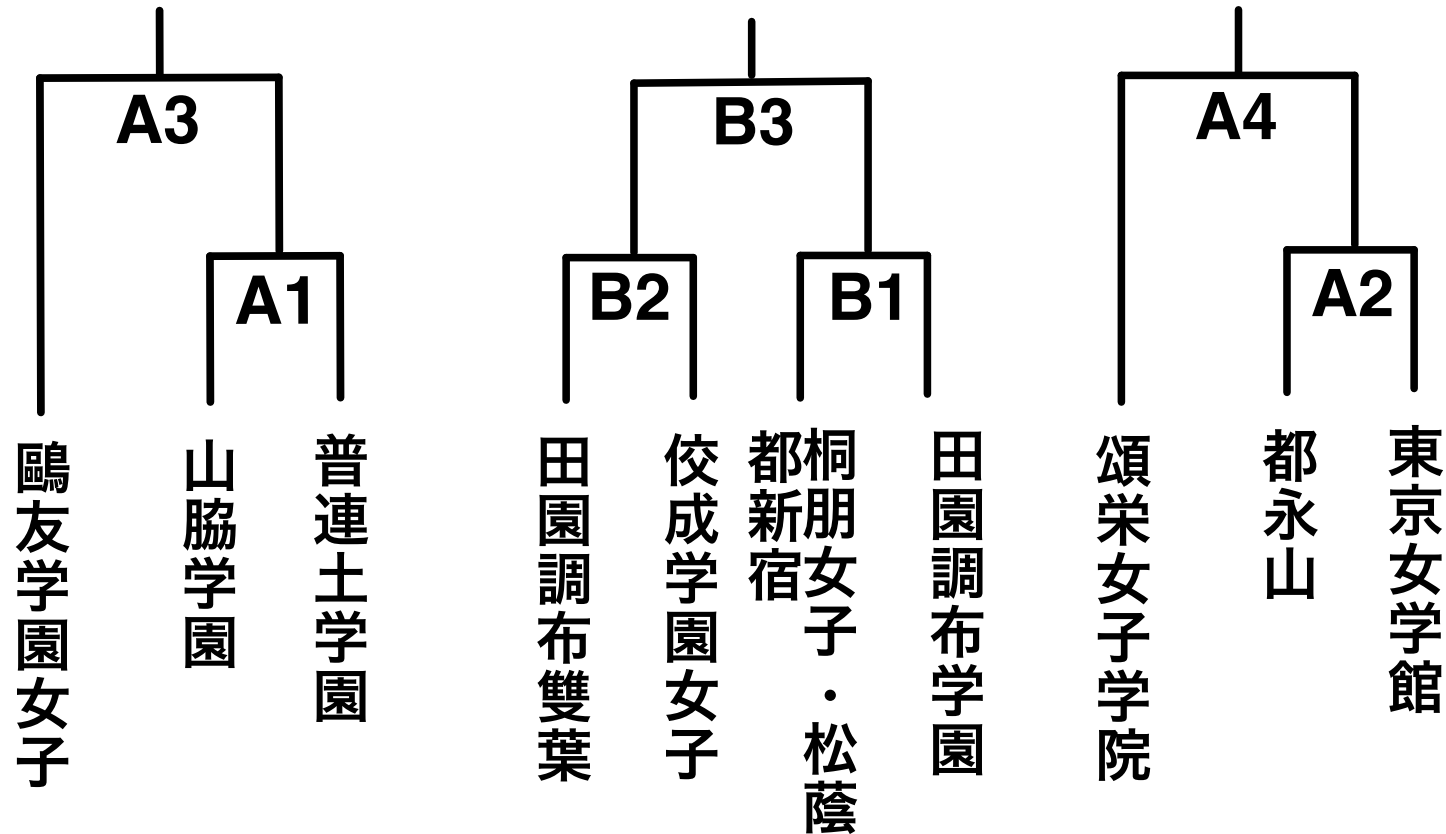 A3
B3
A4
A1
B2
B1
A2
鷗友学園女子
山脇学園
普連土学園
田園調布雙葉
佼成学園女子
桐朋女子・松蔭
都新宿
田園調布学園
頌栄女子学院
都永山
東京女学館